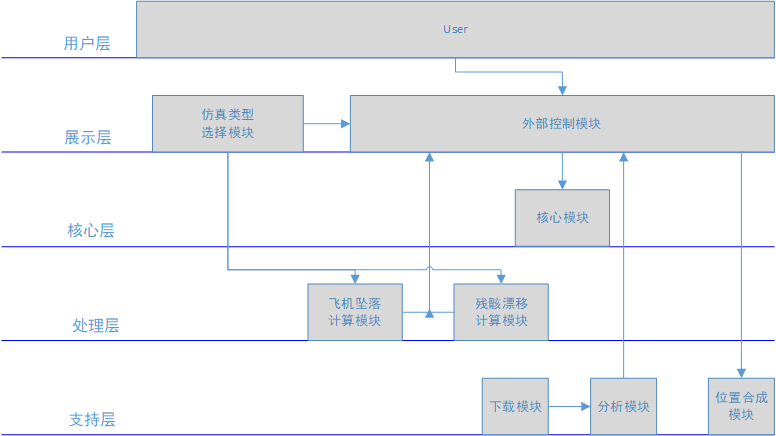 User
用户层
仿真类型
选择模块
外部控制模块
展示层
核心模块
核心层
飞机坠落
计算模块
残骸漂移
计算模块
处理层
下载模块
分析模块
位置合成
模块
支持层